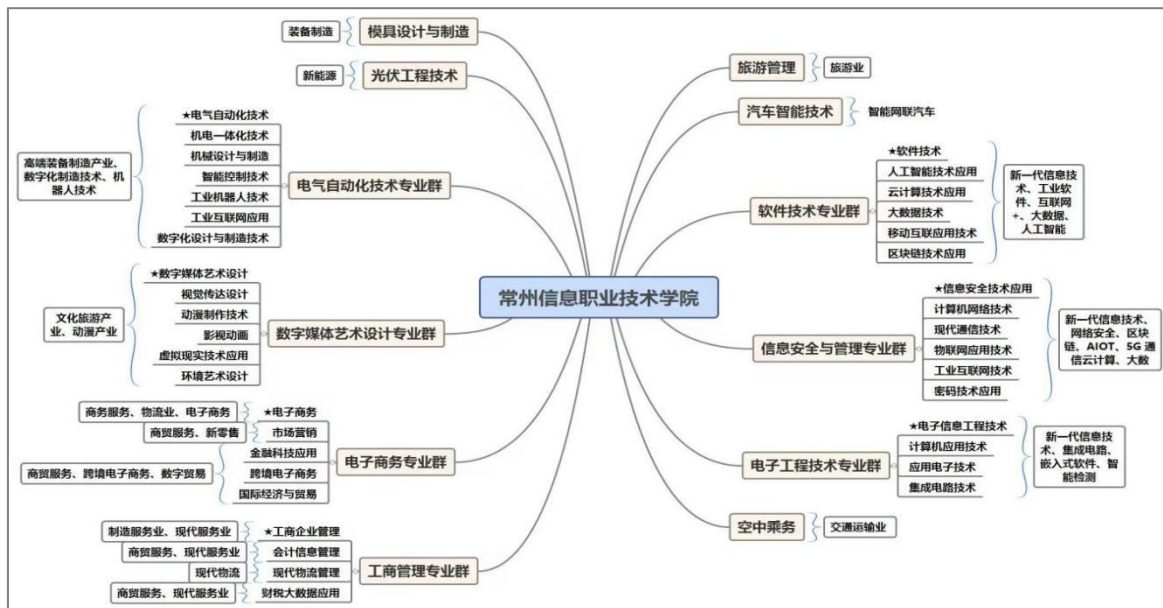 常州信息职业技术学院
装备制造
模具设计与制造
新能源
光伏工程技术
高端装备制造产业、
数字化制造技术、机
器人技术
★电气自动化技术
机电一体化技术
机械设计与制造
智能控制技术
工业机器人技术
工业互联网应用
数字化设计与制造技术
电气自动化技术专业群
文化旅游产
业、动漫产业
★数字媒体艺术设计
视觉传达设计
动漫制作技术
影视动画
虚拟现实技术应用
环境艺术设计
数字媒体艺术设计专业群
商务服务、物流业、电子商务
★电子商务
商贸服务、新零售
市场营销
商贸服务、跨境电子商务、数字贸易
金融科技应用
跨境电子商务
国际经济与贸易
电子商务专业群
制造服务业、现代服务业
★工商企业管理
商贸服务、现代服务业
会计信息管理
现代物流
现代物流管理
商贸服务、现代服务业
财税大数据应用
工商管理专业群
旅游管理
旅游业
汽车智能技术
智能网联汽车
软件技术专业群
★软件技术
人工智能技术应用
云计算技术应用
大数据技术
移动互联应用技术
区块链技术应用
新一代信息技
术、工业软
件、互联网
+、大数据、
人工智能
信息安全与管理专业群
★信息安全技术应用
计算机网络技术
现代通信技术
物联网应用技术
工业互联网技术
密码技术应用
新一代信息技术、
网络安全、区块
链、AIOT、5G 通
信云计算、大数
电子工程技术专业群
★电子信息工程技术
计算机应用技术
应用电子技术
集成电路技术
新一代信息技
术、集成电路、
嵌入式软件、智
能检测
空中乘务
交通运输业